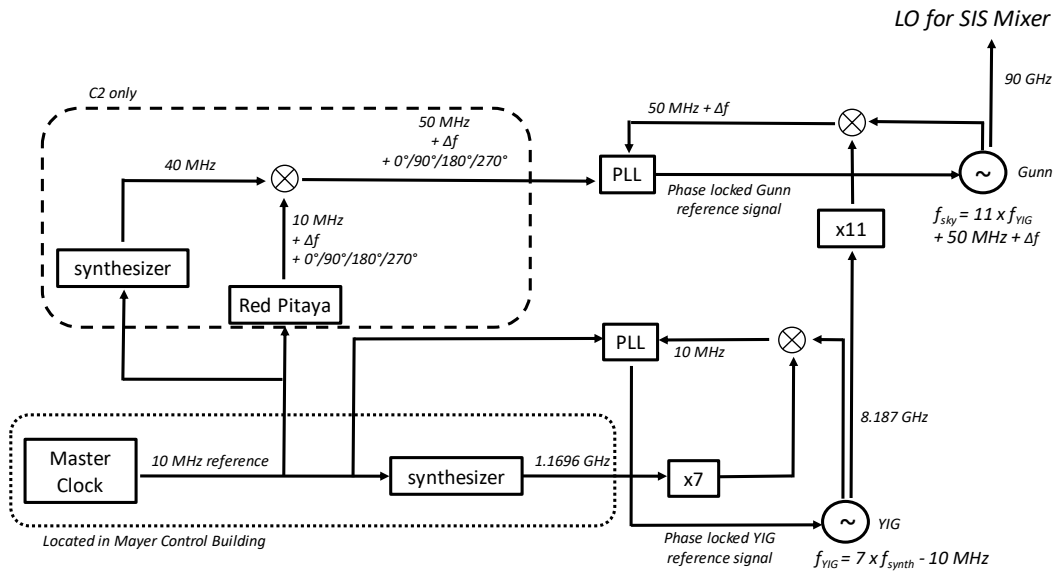 LO for SIS Mixer
90 GHz
C2 only
50 MHz
+ Δf
+ 0°/90°/180°/270°
50 MHz + Δf
40 MHz
PLL
Gunn
Phase locked Gunn
reference signal
10 MHz
+ Δf
+ 0°/90°/180°/270°
x11
f_sky = 11 x f_YIG
+ 50 MHz + Δf
synthesizer
Red Pitaya
PLL
10 MHz
8.187 GHz
Master
Clock
10 MHz reference
synthesizer
1.1696 GHz
x7
YIG
Located in Mayer Control Building
Phase locked YIG
reference signal
f_YIG = 7 x f_synth - 10 MHz